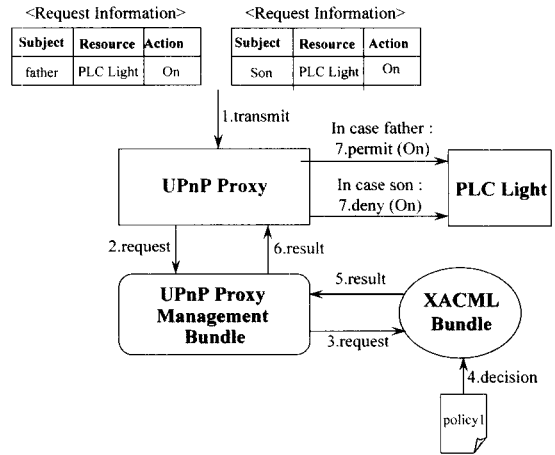 <Request Information>
Subject Resource Action
father PLC Light On
<Request Information>
Subject Resource Action
Son PLC Light On
1.transmit
In case father :
7.permit (On)
UPnP Proxy
In case son :
7.deny (On)
PLC Light
2.request
6.result
UPnP Proxy
Management
Bundle
5.result
3.request
XACML
Bundle
4.decision
policy1